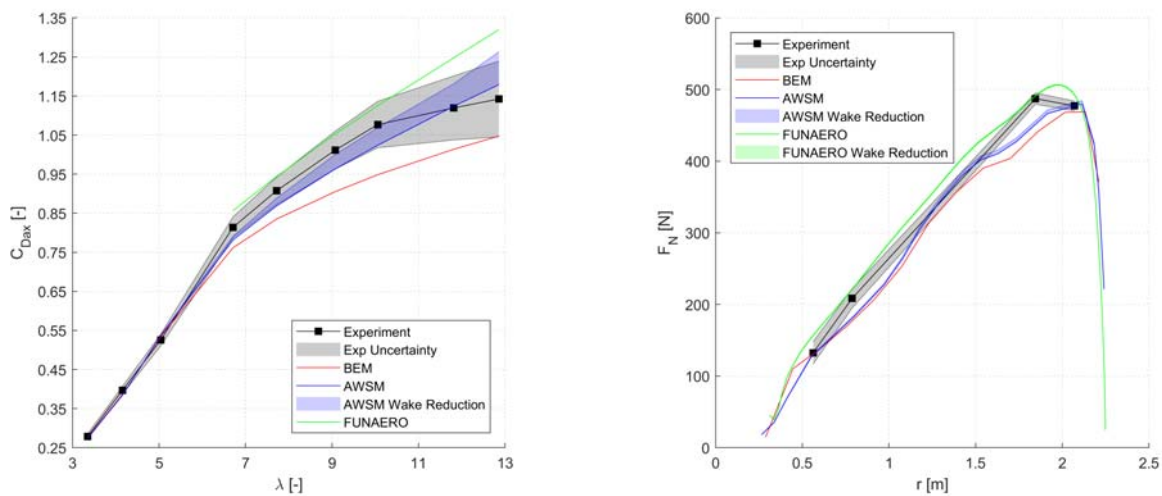 1.35
1.25
1.15
1.05
0.95
0.85
0.75
0.65
0.55
0.45
0.35
0.25
C_Dax [-]
3
5
7
9
11
13
λ [-]
Experiment
Exp Uncertainty
BEM
AWSM
AWSM Wake Reduction
FUNAERO
600
500
400
300
200
100
0
F_N [N]
0
0.5
1
1.5
2
2.5
r [m]
Experiment
Exp Uncertainty
BEM
AWSM
AWSM Wake Reduction
FUNAERO
FUNAERO Wake Reduction